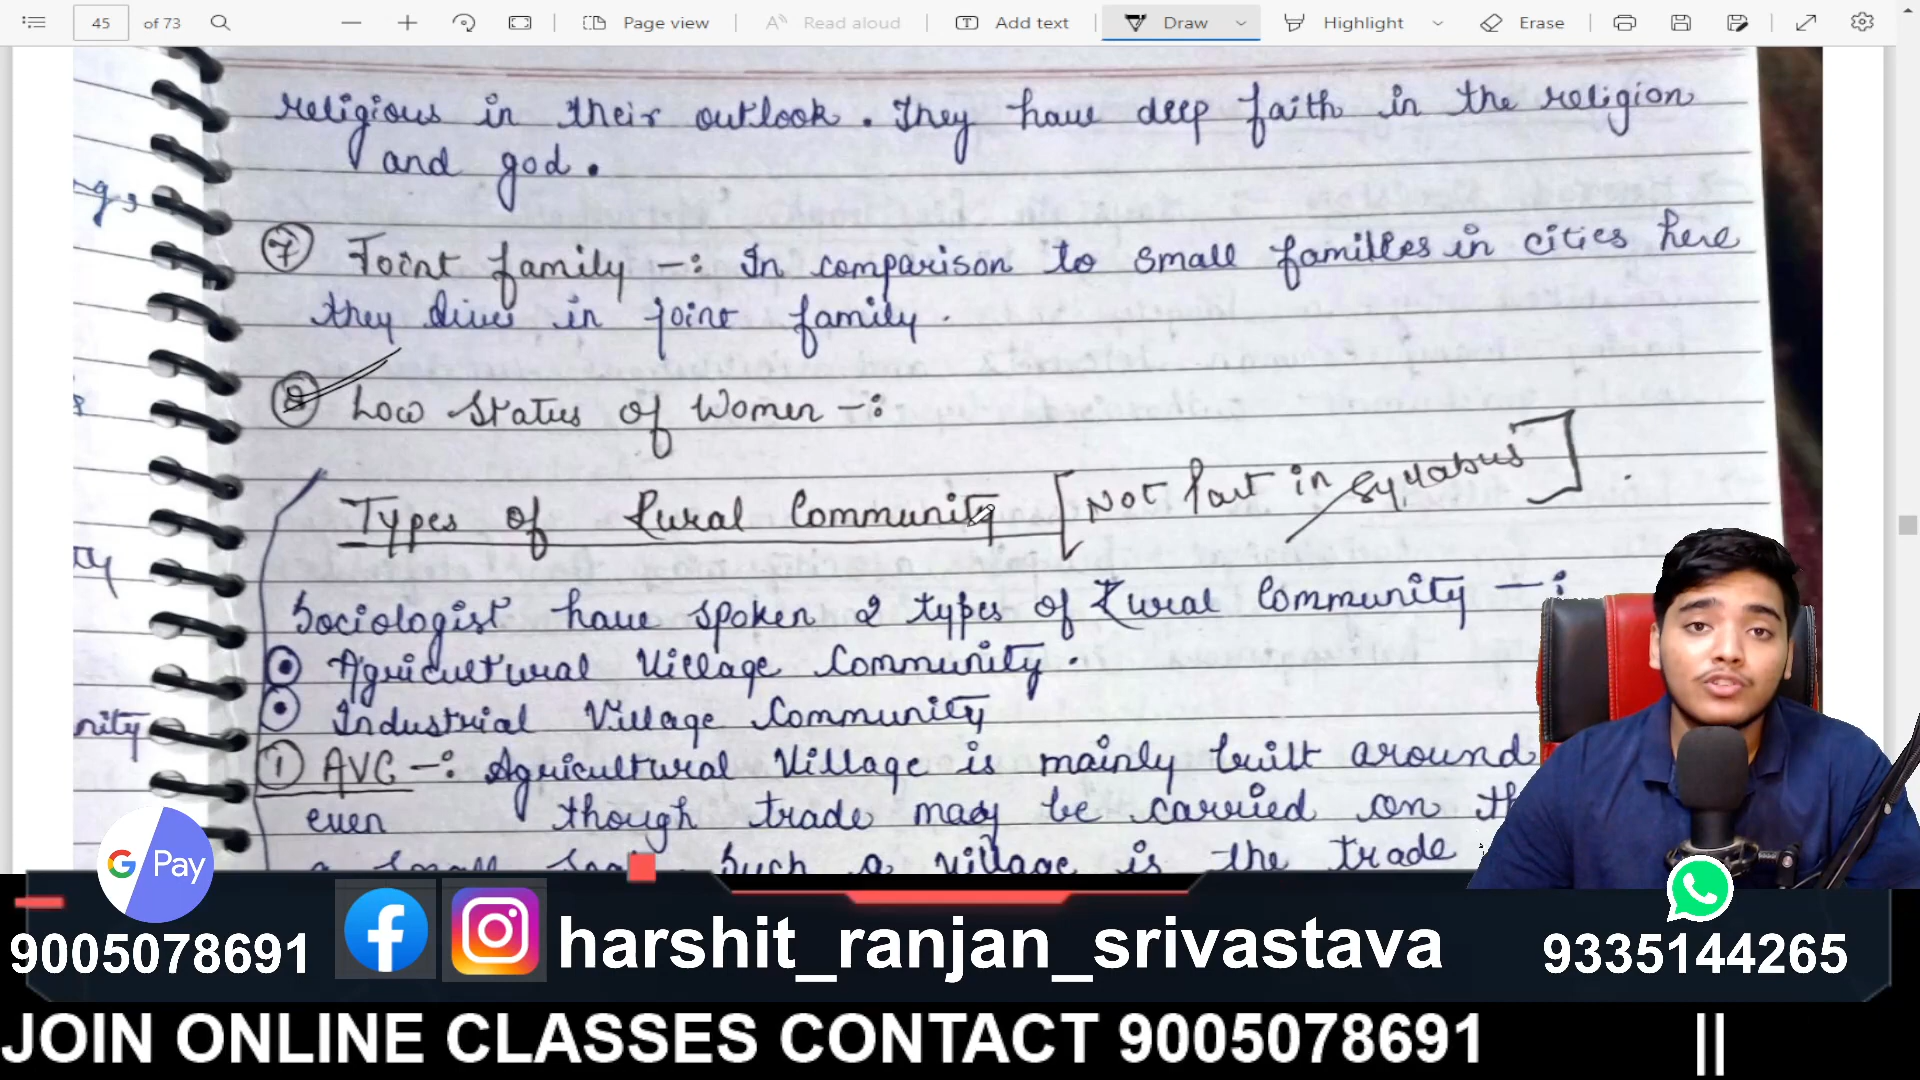 45 of 73 Page view Read aloud Add text Draw Highlight Erase
religious in their outlook. They have deep faith in the religion
and god.
⑦ Joint family -: In comparison to small families in cities here
they live in joint family.
⑧ Low Status of Women -:
Types of Rural Community [Not Part in Syllabus]
Sociologist have spoken 2 types of Rural Community -:
Agricultural Village Community.
Industrial Village Community
① AVC -: Agricultural Village is mainly built around
even though trade may be carried on
a small Such a village is the trade
ng,
ty
nity
G Pay
9005078691
harshit_ranjan_srivastava
9335144265
JOIN ONLINE CLASSES CONTACT 9005078691 ||